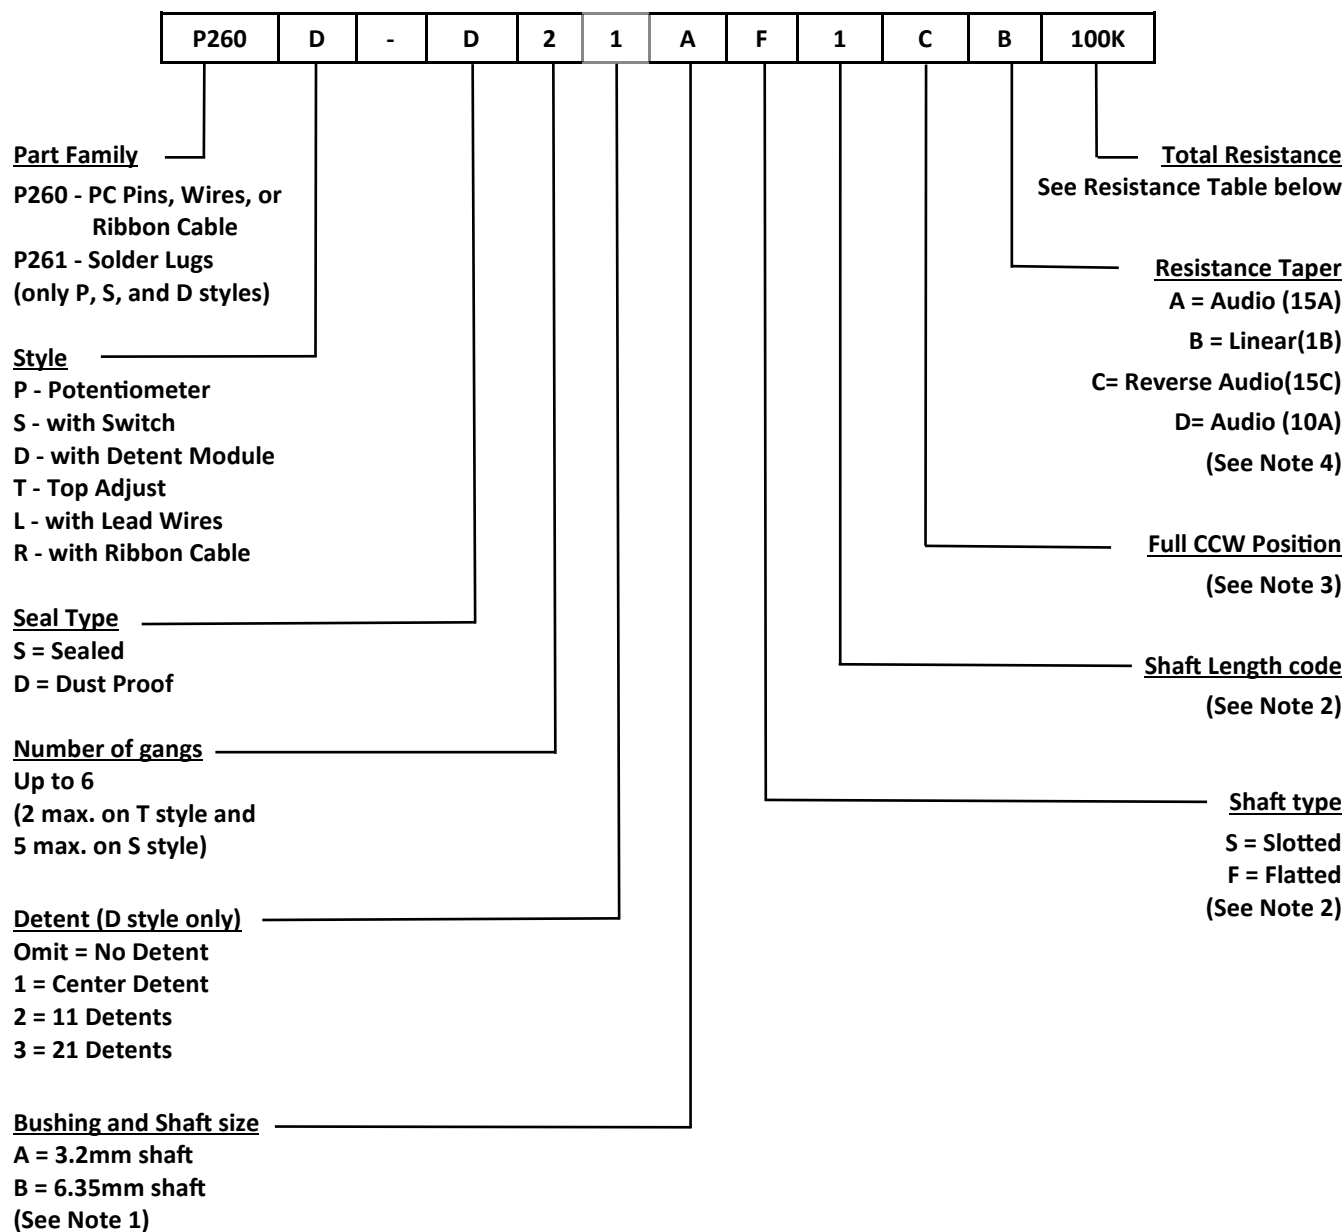 P260 D - D 2 1 A F 1 C B 100K
Part Family
P260 - PC Pins, Wires, or
Ribbon Cable
P261 - Solder Lugs
(only P, S, and D styles)
Style
P - Potentiometer
S - with Switch
D - with Detent Module
T - Top Adjust
L - with Lead Wires
R - with Ribbon Cable
Seal Type
S = Sealed
D = Dust Proof
Number of gangs
Up to 6
(2 max. on T style and
5 max. on S style)
Detent (D style only)
Omit = No Detent
1 = Center Detent
2 = 11 Detents
3 = 21 Detents
Bushing and Shaft size
A = 3.2mm shaft
B = 6.35mm shaft
(See Note 1)
Total Resistance
See Resistance Table below
Resistance Taper
A = Audio (15A)
B = Linear(1B)
C= Reverse Audio(15C)
D= Audio (10A)
(See Note 4)
Full CCW Position
(See Note 3)
Shaft Length code
(See Note 2)
Shaft type
S = Slotted
F = Flatted
(See Note 2)